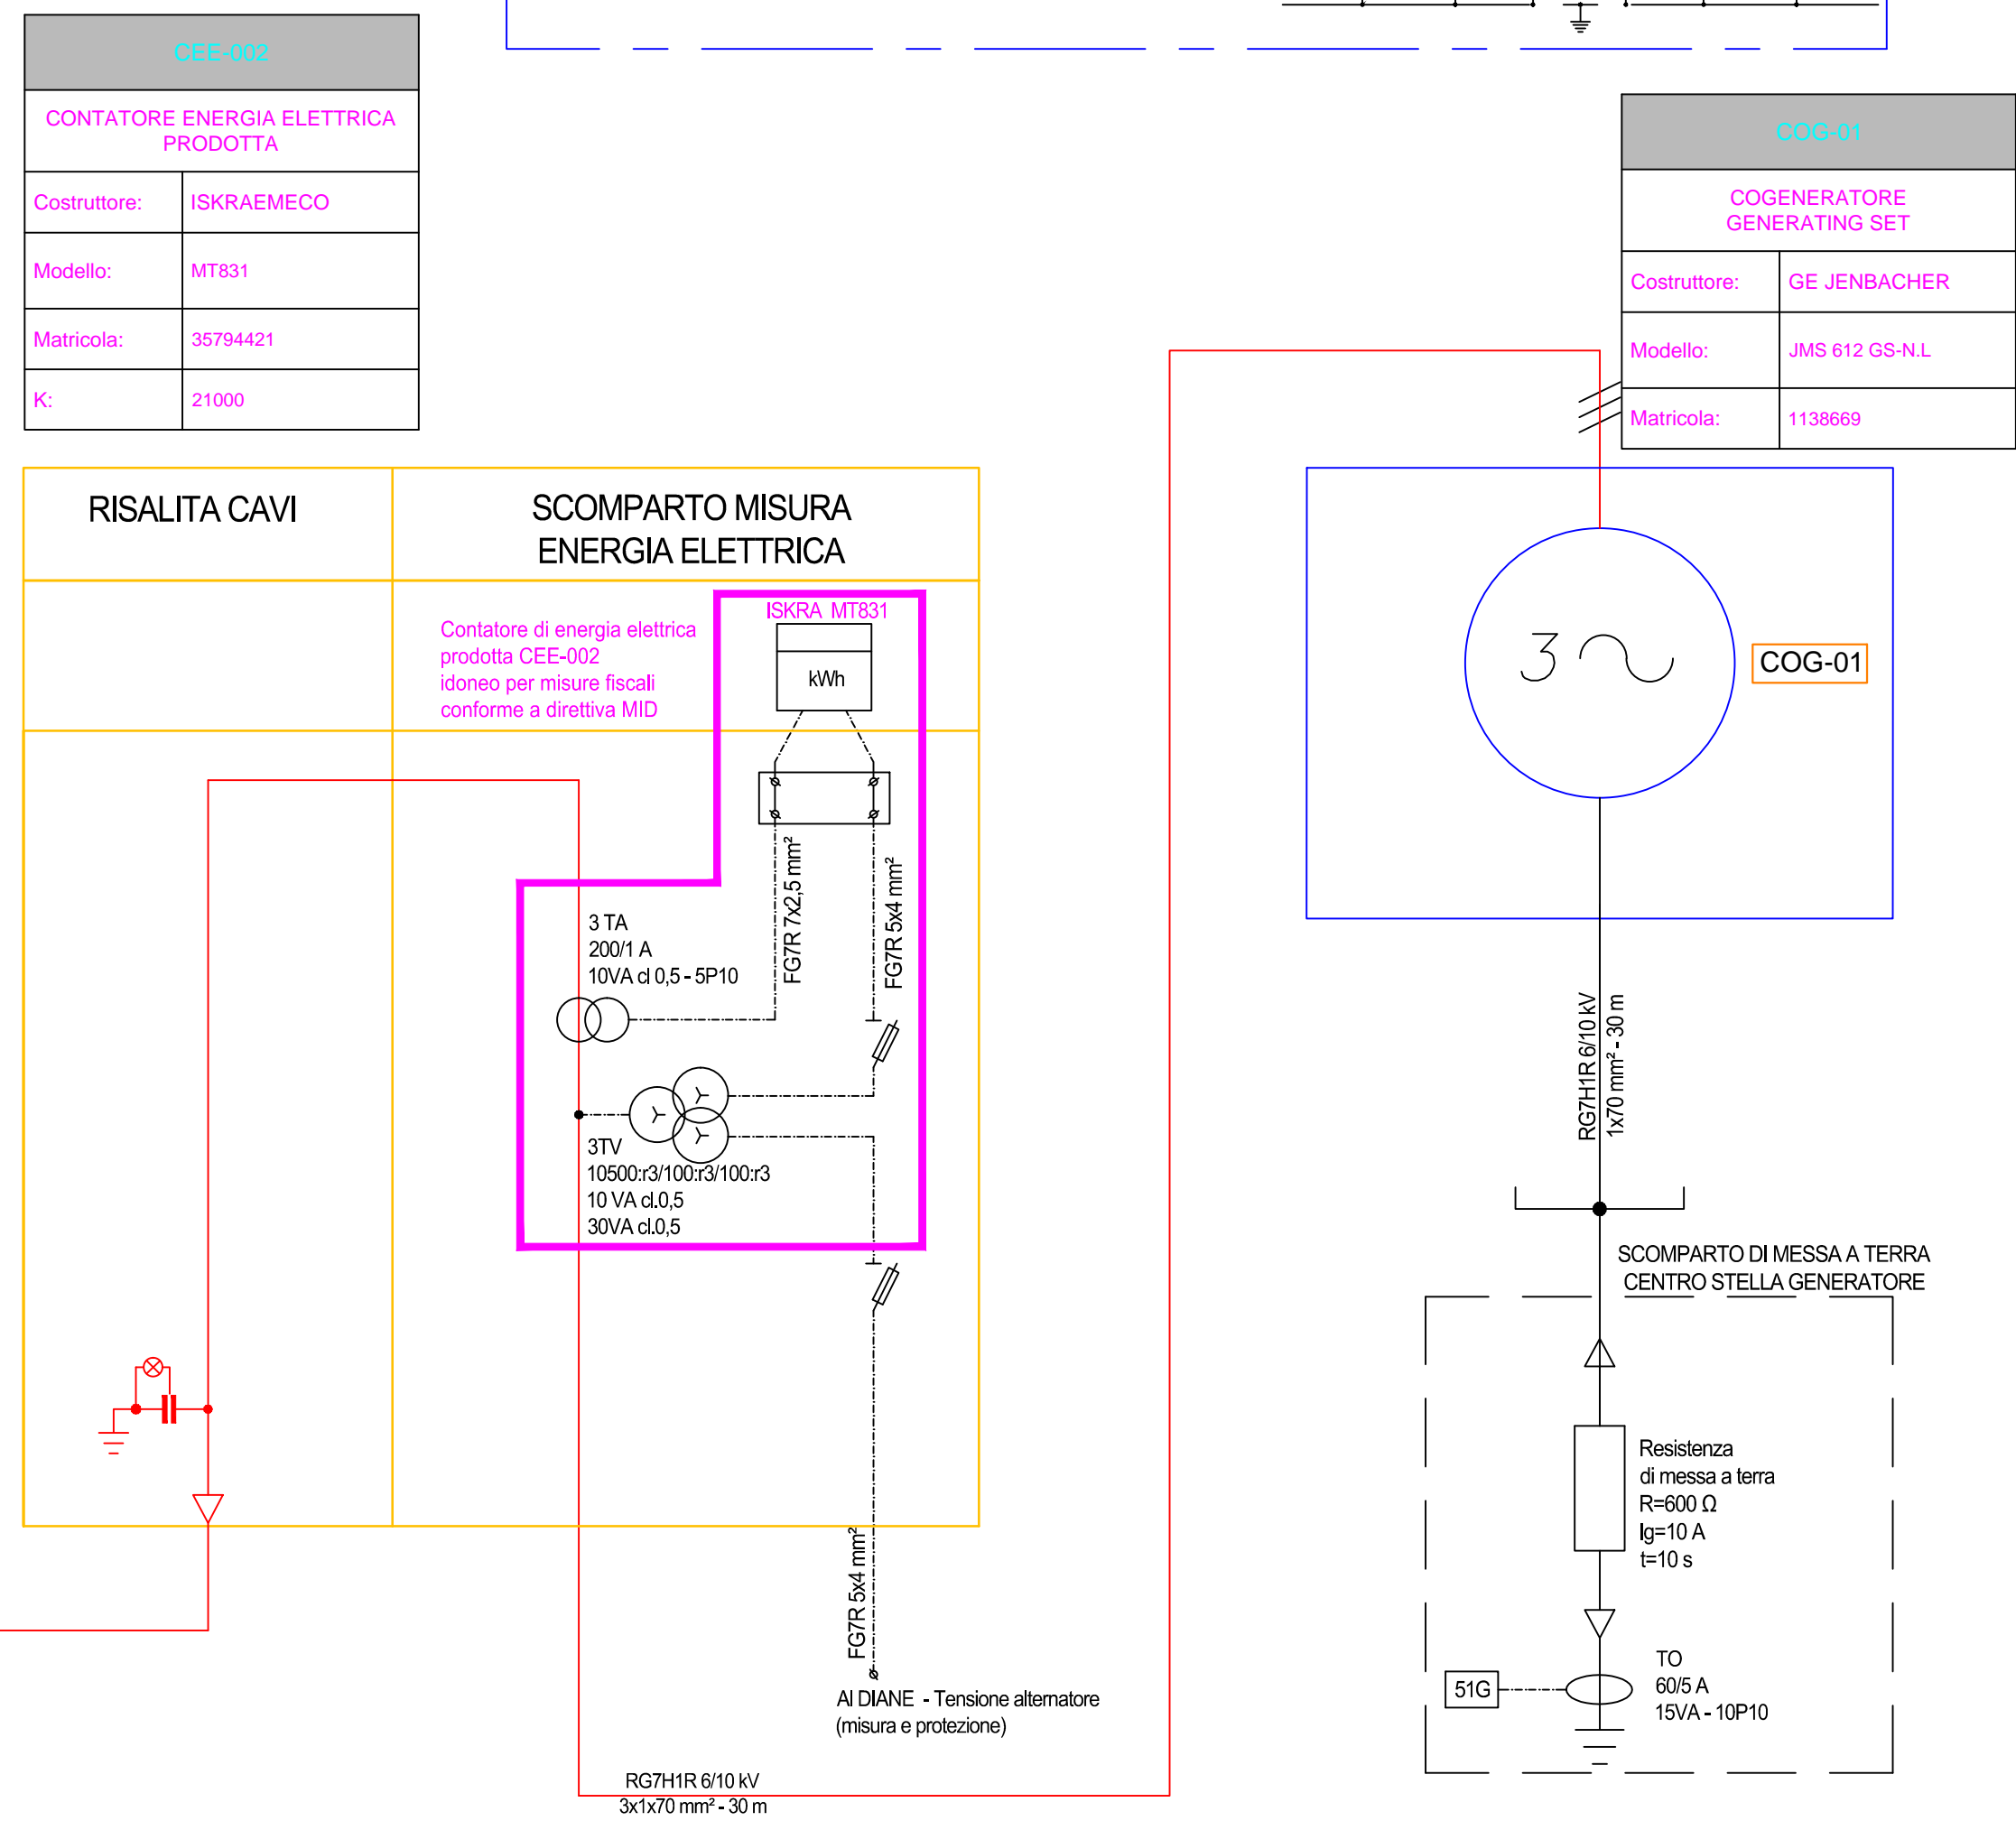 CEE-002
CONTATORE ENERGIA ELETTRICA
PRODOTTA
Costruttore: ISKRAEMECO
Modello: MT831
Matricola: 35794421
K: 21000
COG-01
COGENERATORE
GENERATING SET
Costruttore: GE JENBACHER
Modello: JMS 612 GS-N.L
Matricola: 1138669
RISALITA CAVI
SCOMPARTO MISURA
ENERGIA ELETTRICA
Contatore di energia elettrica
prodotta CEE-002
idoneo per misure fiscali
conforme a direttiva MID
ISKRA MT831
kWh
FG7R 7x2,5 mm²
FG7R 5x4 mm²
3 TA
200/1 A
10VA cl 0,5 - 5P10
3TV
10500:r3/100:r3/100:r3
10 VA cl.0,5
30VA cl.0,5
FG7R 5x4 mm²
Al DIANE - Tensione alternatore
(misura e protezione)
RG7H1R 6/10 kV
3x1x70 mm² - 30 m
3
COG-01
RG7H1R 6/10 kV
1x70 mm² - 30 m
SCOMPARTO DI MESSA A TERRA
CENTRO STELLA GENERATORE
Resistenza
di messa a terra
R=600 Ω
Ig=10 A
t=10 s
51G
TO
60/5 A
15VA - 10P10